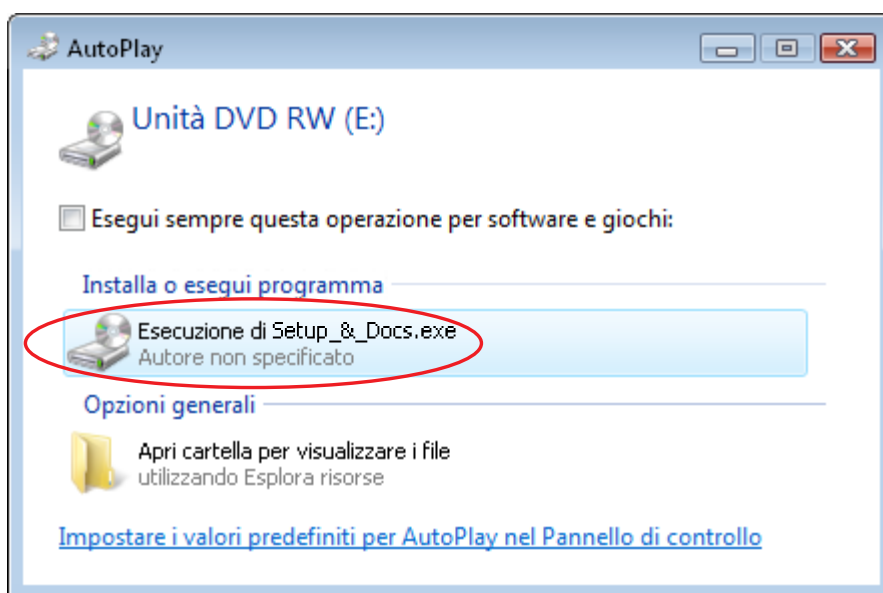 AutoPlay
Unità DVD RW (E:)
Esegui sempre questa operazione per software e giochi:
Installa o esegui programma
Esecuzione di Setup_&_Docs.exe
Autore non specificato
Opzioni generali
Apri cartella per visualizzare i file
utilizzando Esplora risorse
Impostare i valori predefiniti per AutoPlay nel Pannello di controllo